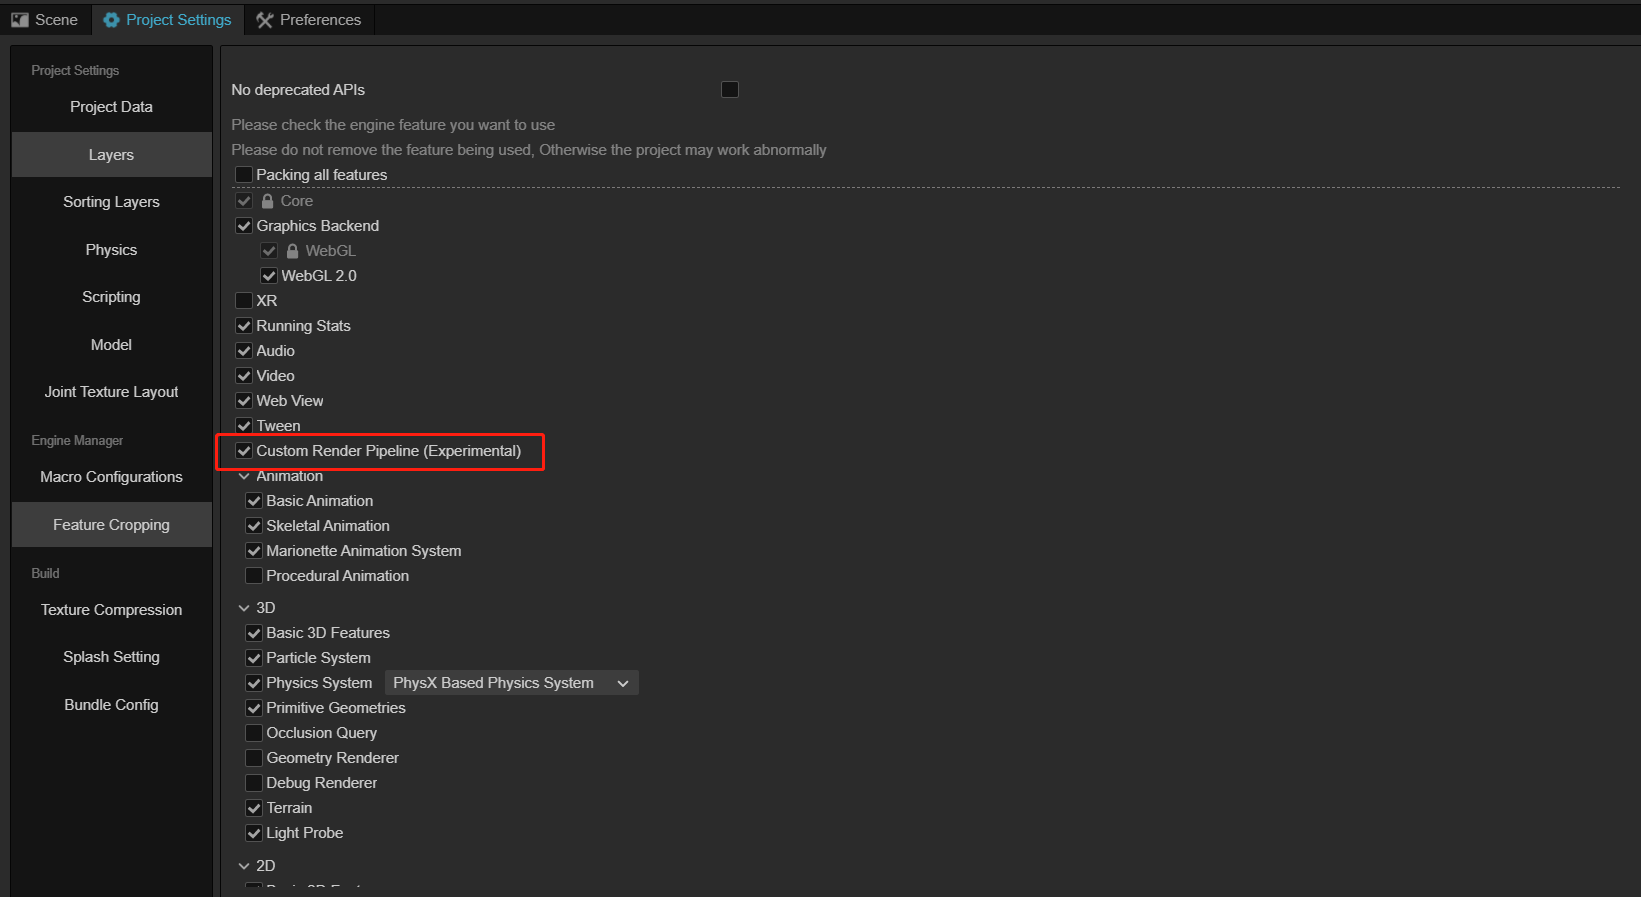 Scene Project Settings Preferences
Project Settings
Project Data
Layers
Sorting Layers
Physics
Scripting
Model
Joint Texture Layout
Engine Manager
Macro Configurations
Feature Cropping
Build
Texture Compression
Splash Setting
Bundle Config
No deprecated APIs
Please check the engine feature you want to use
Please do not remove the feature being used, Otherwise the project may work abnormally
Packing all features
Core
Graphics Backend
WebGL
WebGL 2.0
XR
Running Stats
Audio
Video
Web View
Tween
Custom Render Pipeline (Experimental)
Animation
Basic Animation
Skeletal Animation
Marionette Animation System
Procedural Animation
3D
Basic 3D Features
Particle System
Physics System PhysX Based Physics System
Primitive Geometries
Occlusion Query
Geometry Renderer
Debug Renderer
Terrain
Light Probe
2D